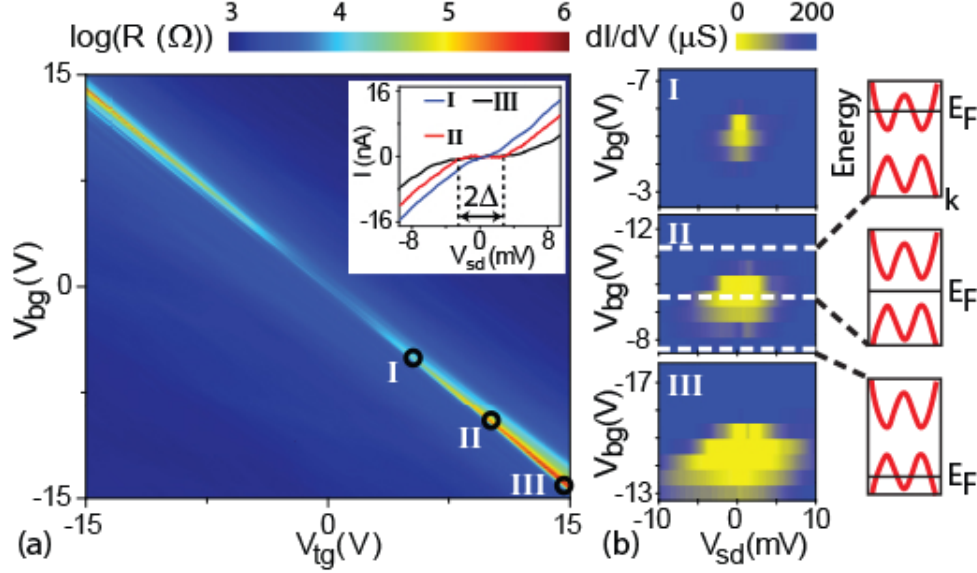 3 4 5 6
log(R (Ω))
0 200
dI/dV (μS)
15
0
-15
V_bg(V)
-15 0 15
V_tg(V)
(a)
I
II
III
16
0
-16
I (nA)
I III
II
2Δ
-8 0 8
V_sd(mV)
I
-7
-3
V_bg(V)
II
-12
-8
V_bg(V)
III
-17
-13
V_bg(V)
-10 0 10
V_sd(mV)
(b)
Energy
E_F
k
E_F
E_F